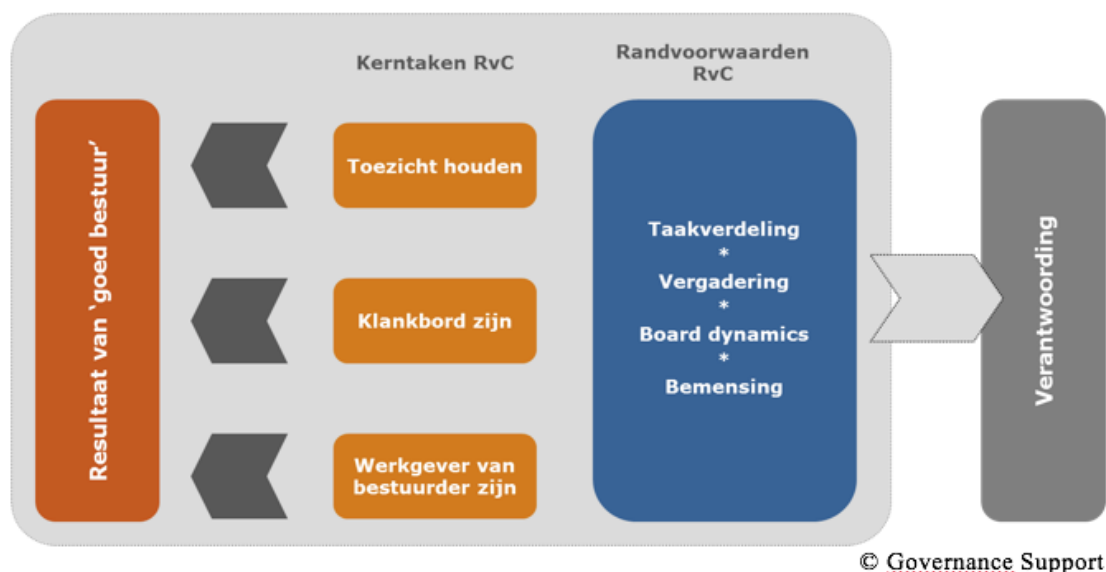 Kerntaken RvC
Randvoorwaarden
RvC
Resultaat van ‘goed bestuur’
Toezicht houden
Klankbord zijn
Werkgever van
bestuurder zijn
Taakverdeling
*
Vergadering
*
Board dynamics
*
Bemensing
Verantwoording
© Governance Support